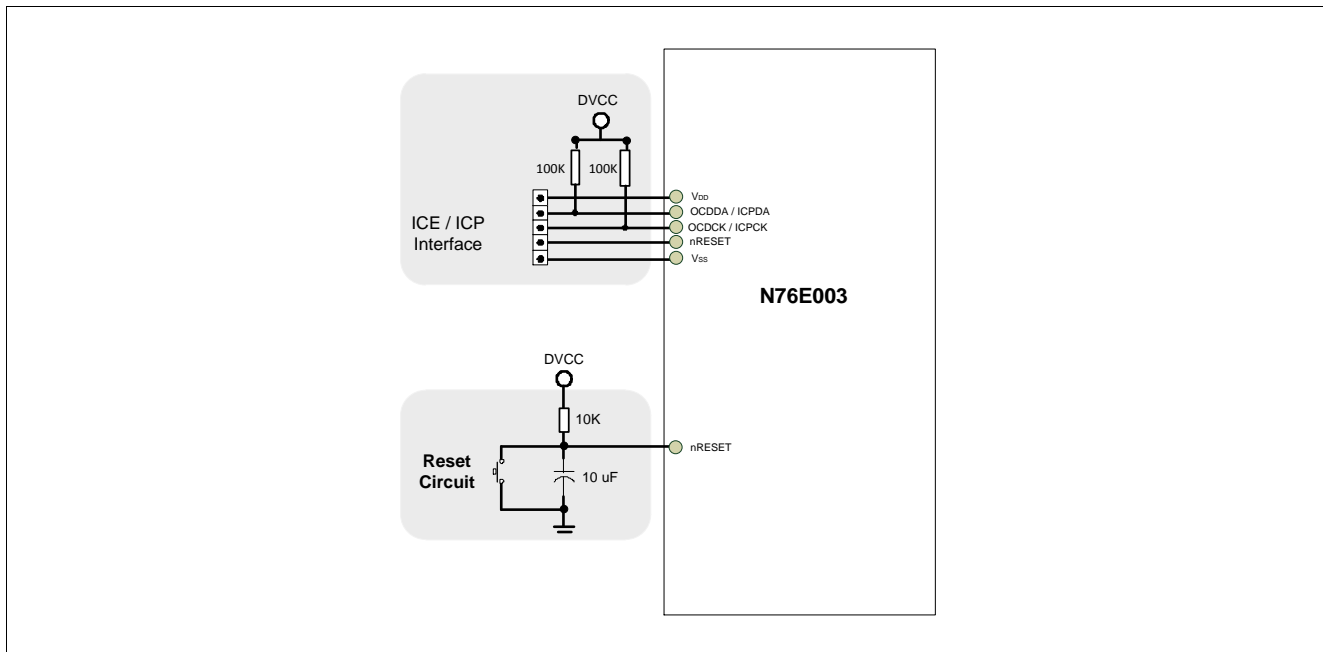 DVCC
100K 100K
ICE / ICP
Interface
VDD
OCDDA / ICPDA
OCDCK / ICPCK
nRESET
VSS
N76E003
DVCC
10K
Reset
Circuit
10 uF
nRESET